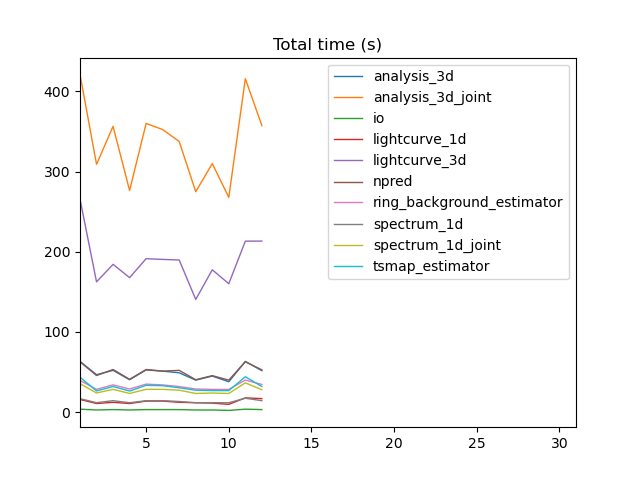 Total time (s)
400
300
200
100
0
5
10
15
20
25
30
analysis_3d
analysis_3d_joint
io
lightcurve_1d
lightcurve_3d
npred
ring_background_estimator
spectrum_1d
spectrum_1d_joint
tsmap_estimator